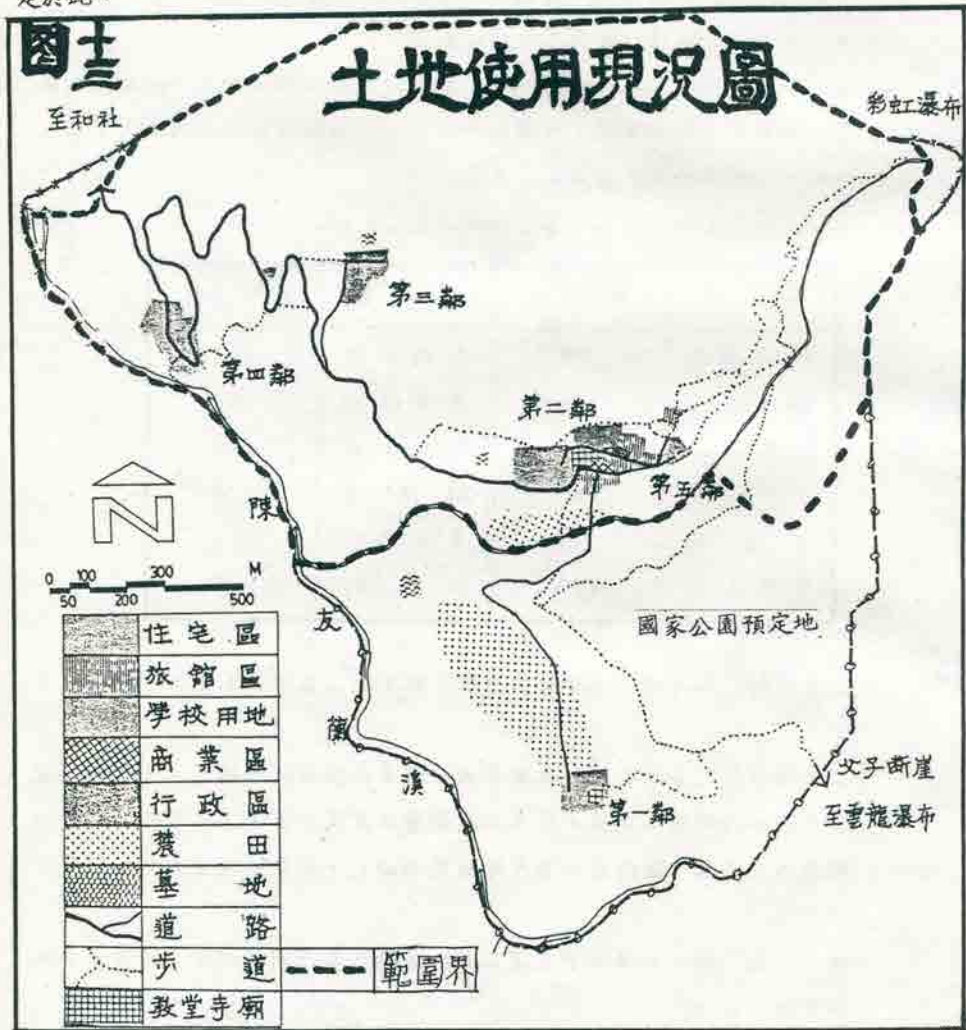 圖十三
土地使用現況圖
至和社
彩虹瀑布
第三鄰
第四鄰
第二鄰
第五鄰
陳
友
蘭
溪
N
0 100 300 M
50 200 500
國家公園預定地
父子斷崖
至雲龍瀑布
第一鄰
住宅區
旅館區
學校用地
商業區
行政區
農田
墓地
道路
步道
教堂寺廟
範圍界